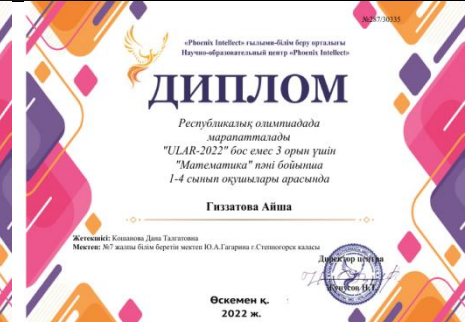 №287/30335
«Phoenix Intellect» ғылыми-білім беру орталығы
Научно-образовательный центр «Phoenix Intellect»
ДИПЛОМ
Республикалық олимпиадада
марапатталады
"ULAR-2022" бос емес 3 орын үшін
"Математика" пәні бойынша
1-4 сынып оқушылары арасында
Гиззатова Айша
Жетекшісі: Кошанова Дана Талгатовна
Мектеп: №7 жалпы білім беретін мектеп Ю.А.Гагарина г.Степногорск қаласы
Директор центра
Жунусов Н.Т.
Өскемен қ.
2022 ж.